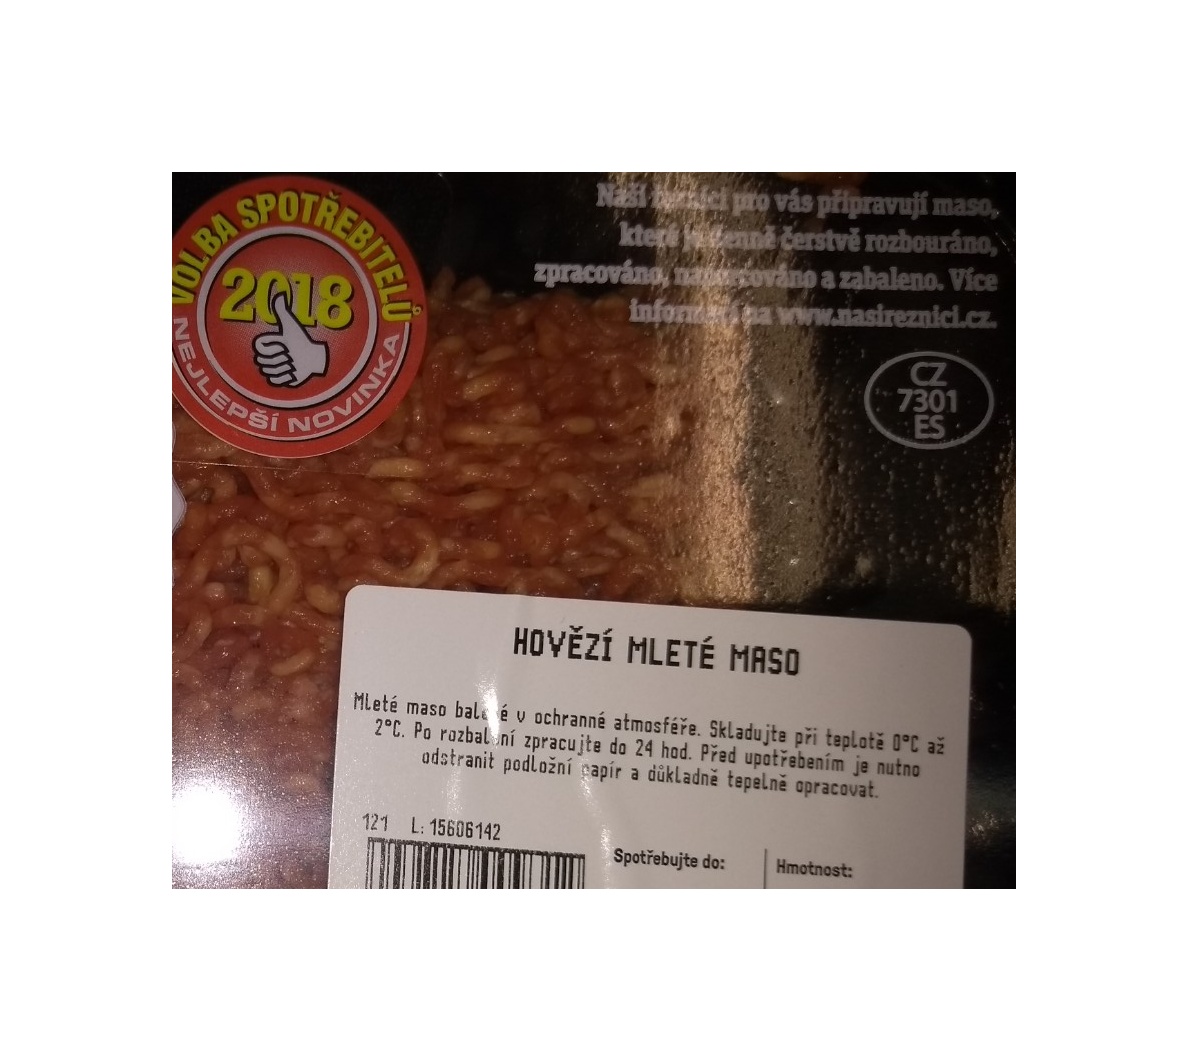 VOLBA SPOTŘEBITELŮ
2018
NEJLEPŠÍ NOVINKA
Naši řezníci pro vás připravují maso,
které je denně čerstvě rozbouráno,
zpracováno, a zabaleno. Více
informací na www.nasireznici.cz.
CZ
7301
ES
HOVĚZÍ MLETÉ MASO
Mleté maso balené v ochranné atmosféře. Skladujte při teplotě 0°C až
2°C. Po rozbalení zpracujte do 24 hod. Před upotřebením je nutno
odstranit podložní papír a důkladně tepelně opracovat.
121 L: 15606142
Spotřebujte do:
Hmotnost: